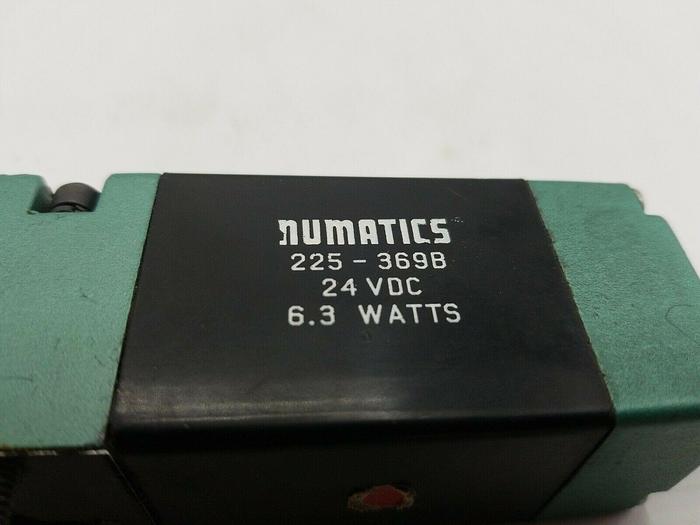 numatics
225-369B
24 VDC
6.3 WATTS